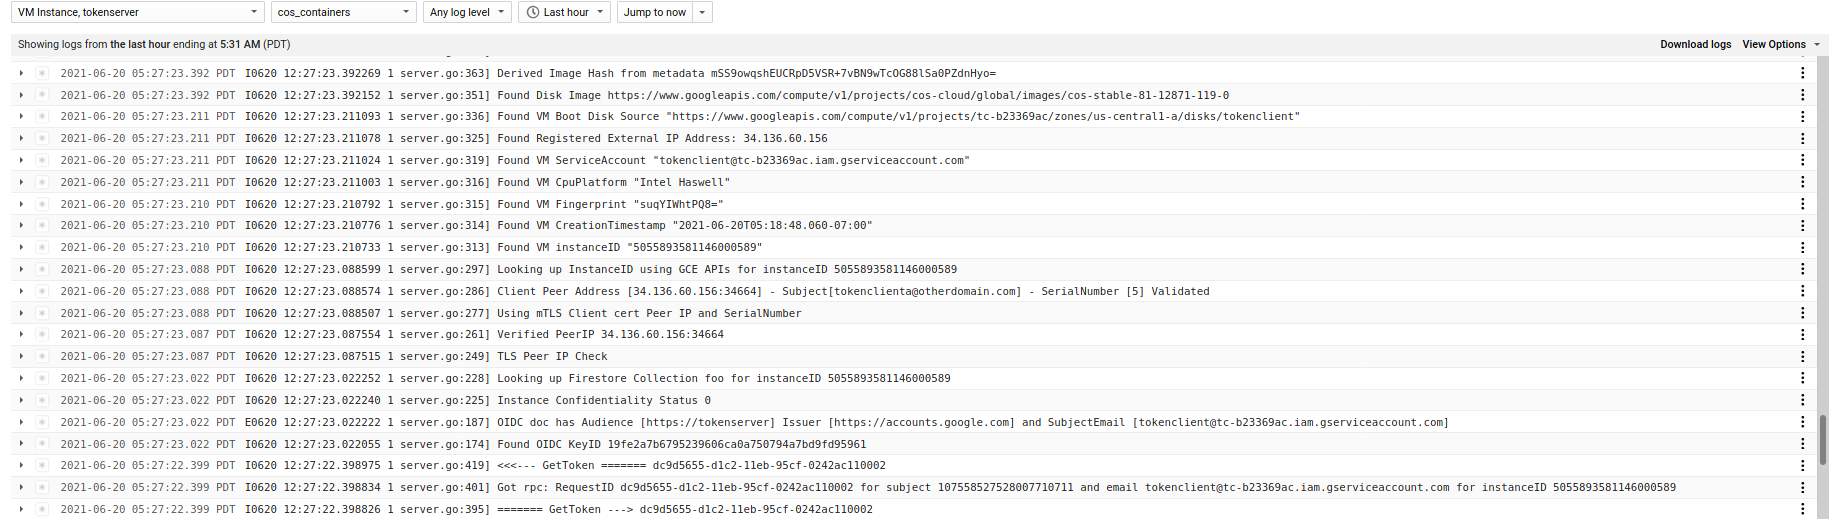 VM Instance, tokenserver cos_containers Any log level Last hour Jump to now
Showing logs from the last hour ending at 5:31 AM (PDT) Download logs View Options
2021-06-20 05:27:23.392 PDT I0620 12:27:23.392269 1 server.go:363] Derived Image Hash from metadata mSS9owqshEUCRpD5VSR+7vBN9wTcOG88lSa0PZdnHyo=
2021-06-20 05:27:23.392 PDT I0620 12:27:23.392152 1 server.go:351] Found Disk Image https://www.googleapis.com/compute/v1/projects/cos-cloud/global/images/cos-stable-81-12871-119-0
2021-06-20 05:27:23.211 PDT I0620 12:27:23.211093 1 server.go:336] Found VM Boot Disk Source "https://www.googleapis.com/compute/v1/projects/tc-b23369ac/zones/us-central1-a/disks/tokenclient"
2021-06-20 05:27:23.211 PDT I0620 12:27:23.211078 1 server.go:325] Found Registered External IP Address: 34.136.60.156
2021-06-20 05:27:23.211 PDT I0620 12:27:23.211024 1 server.go:319] Found VM ServiceAccount "tokenclient@tc-b23369ac.iam.gserviceaccount.com"
2021-06-20 05:27:23.211 PDT I0620 12:27:23.211003 1 server.go:316] Found VM CpuPlatform "Intel Haswell"
2021-06-20 05:27:23.210 PDT I0620 12:27:23.210792 1 server.go:315] Found VM Fingerprint "suqYIWhtPQ8="
2021-06-20 05:27:23.210 PDT I0620 12:27:23.210776 1 server.go:314] Found VM CreationTimestamp "2021-06-20T05:18:48.060-07:00"
2021-06-20 05:27:23.210 PDT I0620 12:27:23.210733 1 server.go:313] Found VM instanceID "5055893581146000589"
2021-06-20 05:27:23.088 PDT I0620 12:27:23.088599 1 server.go:297] Looking up InstanceID using GCE APIs for instanceID 5055893581146000589
2021-06-20 05:27:23.088 PDT I0620 12:27:23.088574 1 server.go:286] Client Peer Address [34.136.60.156:34664] - Subject[tokenclienta@otherdomain.com] - SerialNumber [5] Validated
2021-06-20 05:27:23.088 PDT I0620 12:27:23.088507 1 server.go:277] Using mTLS Client cert Peer IP and SerialNumber
2021-06-20 05:27:23.087 PDT I0620 12:27:23.087554 1 server.go:261] Verified PeerIP 34.136.60.156:34664
2021-06-20 05:27:23.087 PDT I0620 12:27:23.087515 1 server.go:249] TLS Peer IP Check
2021-06-20 05:27:23.022 PDT I0620 12:27:23.022252 1 server.go:228] Looking up Firestore Collection foo for instanceID 5055893581146000589
2021-06-20 05:27:23.022 PDT I0620 12:27:23.022240 1 server.go:225] Instance Confidentiality Status 0
2021-06-20 05:27:23.022 PDT E0620 12:27:23.022222 1 server.go:187] OIDC doc has Audience [https://tokenserver] Issuer [https://accounts.google.com] and SubjectEmail [tokenclient@tc-b23369ac.iam.gserviceaccount.com]
2021-06-20 05:27:23.022 PDT I0620 12:27:23.022055 1 server.go:174] Found OIDC KeyID 19fe2a7b6795239606ca0a750794a7bd9fd95961
2021-06-20 05:27:22.399 PDT I0620 12:27:22.398975 1 server.go:419] <<<--- GetToken ======= dc9d5655-d1c2-11eb-95cf-0242ac110002
2021-06-20 05:27:22.399 PDT I0620 12:27:22.398834 1 server.go:401] Got rpc: RequestID dc9d5655-d1c2-11eb-95cf-0242ac110002 for subject 107558527528007710711 and email tokenclient@tc-b23369ac.iam.gserviceaccount.com for instanceID 5055893581146000589
2021-06-20 05:27:22.399 PDT I0620 12:27:22.398826 1 server.go:395] ======= GetToken ---> dc9d5655-d1c2-11eb-95cf-0242ac110002